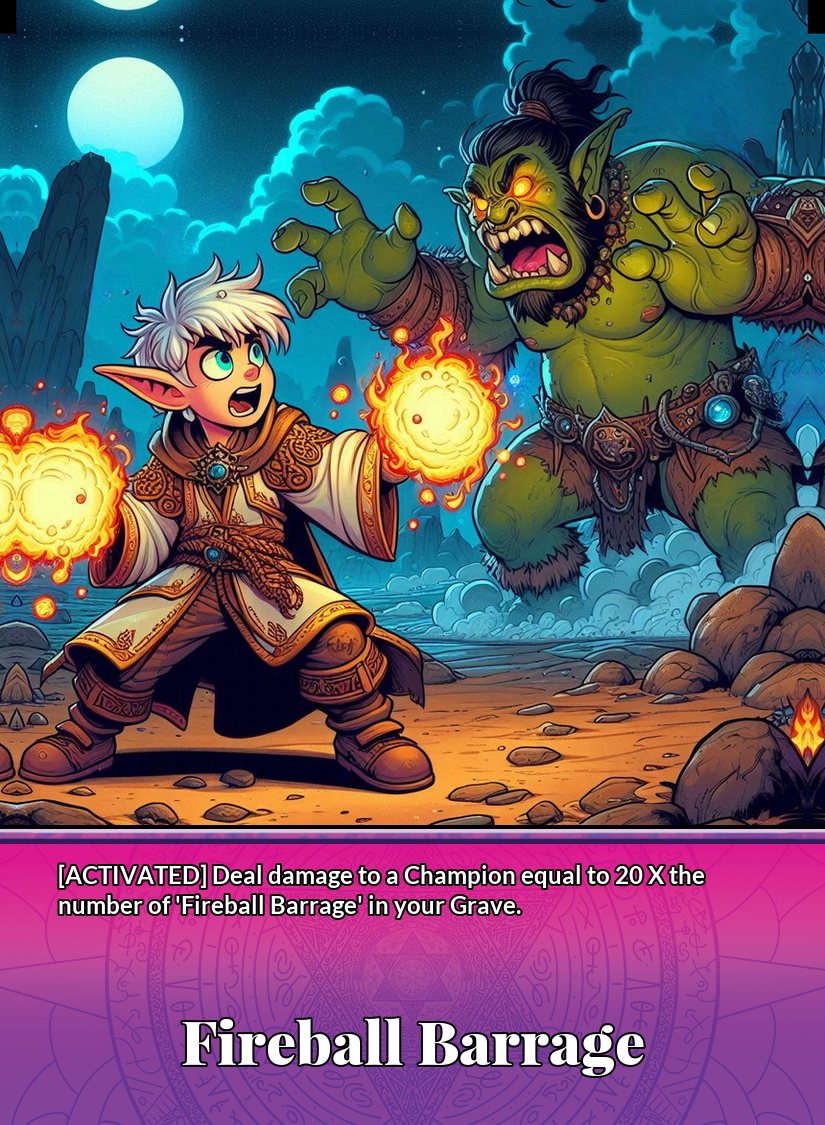 [ACTIVATED] Deal damage to a Champion equal to 20 X the
number of 'Fireball Barrage' in your Grave.
Fireball Barrage